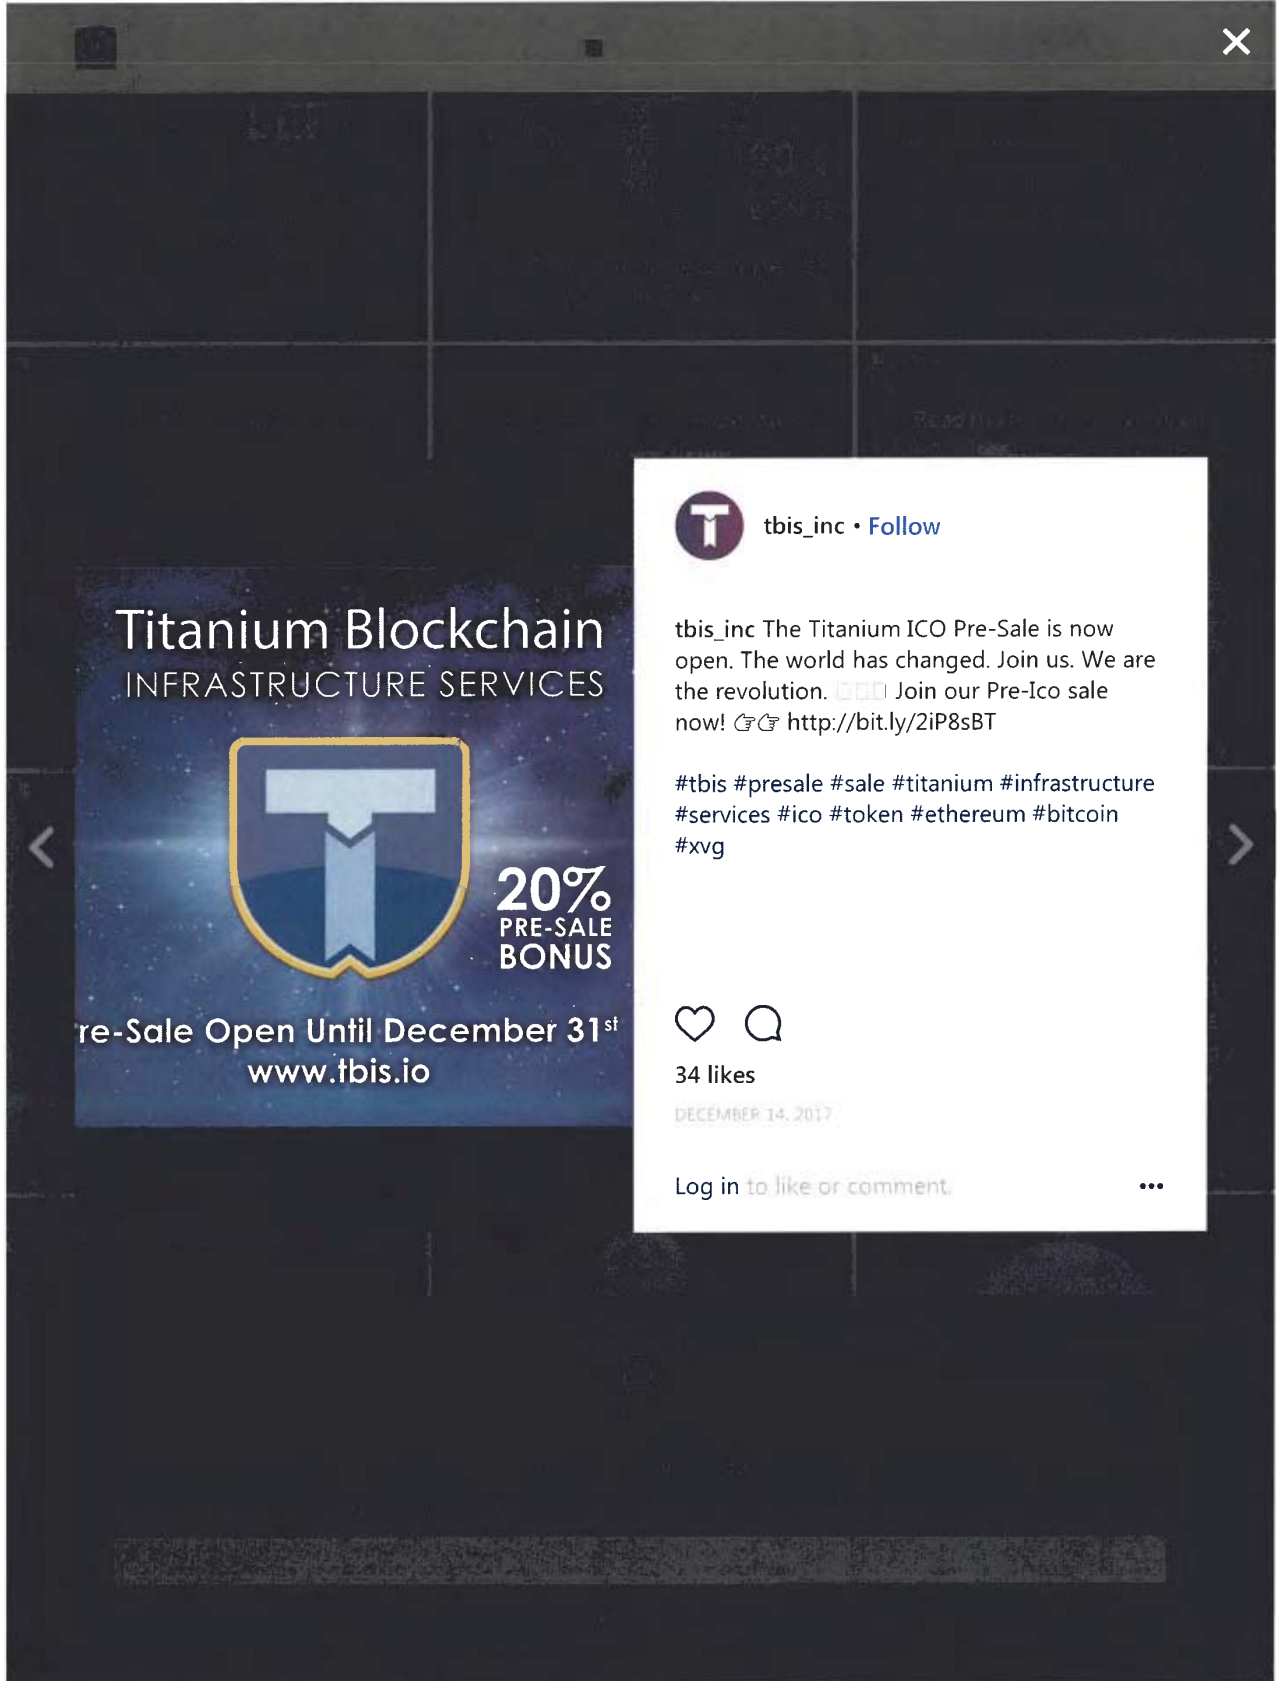 Titanium Blockchain
INFRASTRUCTURE SERVICES
20%
PRE-SALE
BONUS
re-Sale Open Until December 31st
www.tbis.io
tbis_inc • Follow
tbis_inc The Titanium ICO Pre-Sale is now
open. The world has changed. Join us. We are
the revolution. Join our Pre-Ico sale
now! 👉👉 http://bit.ly/2iP8sBT
#tbis #presale #sale #titanium #infrastructure
#services #ico #token #ethereum #bitcoin
#xvg
34 likes
DECEMBER 14, 2017
Log in to like or comment.